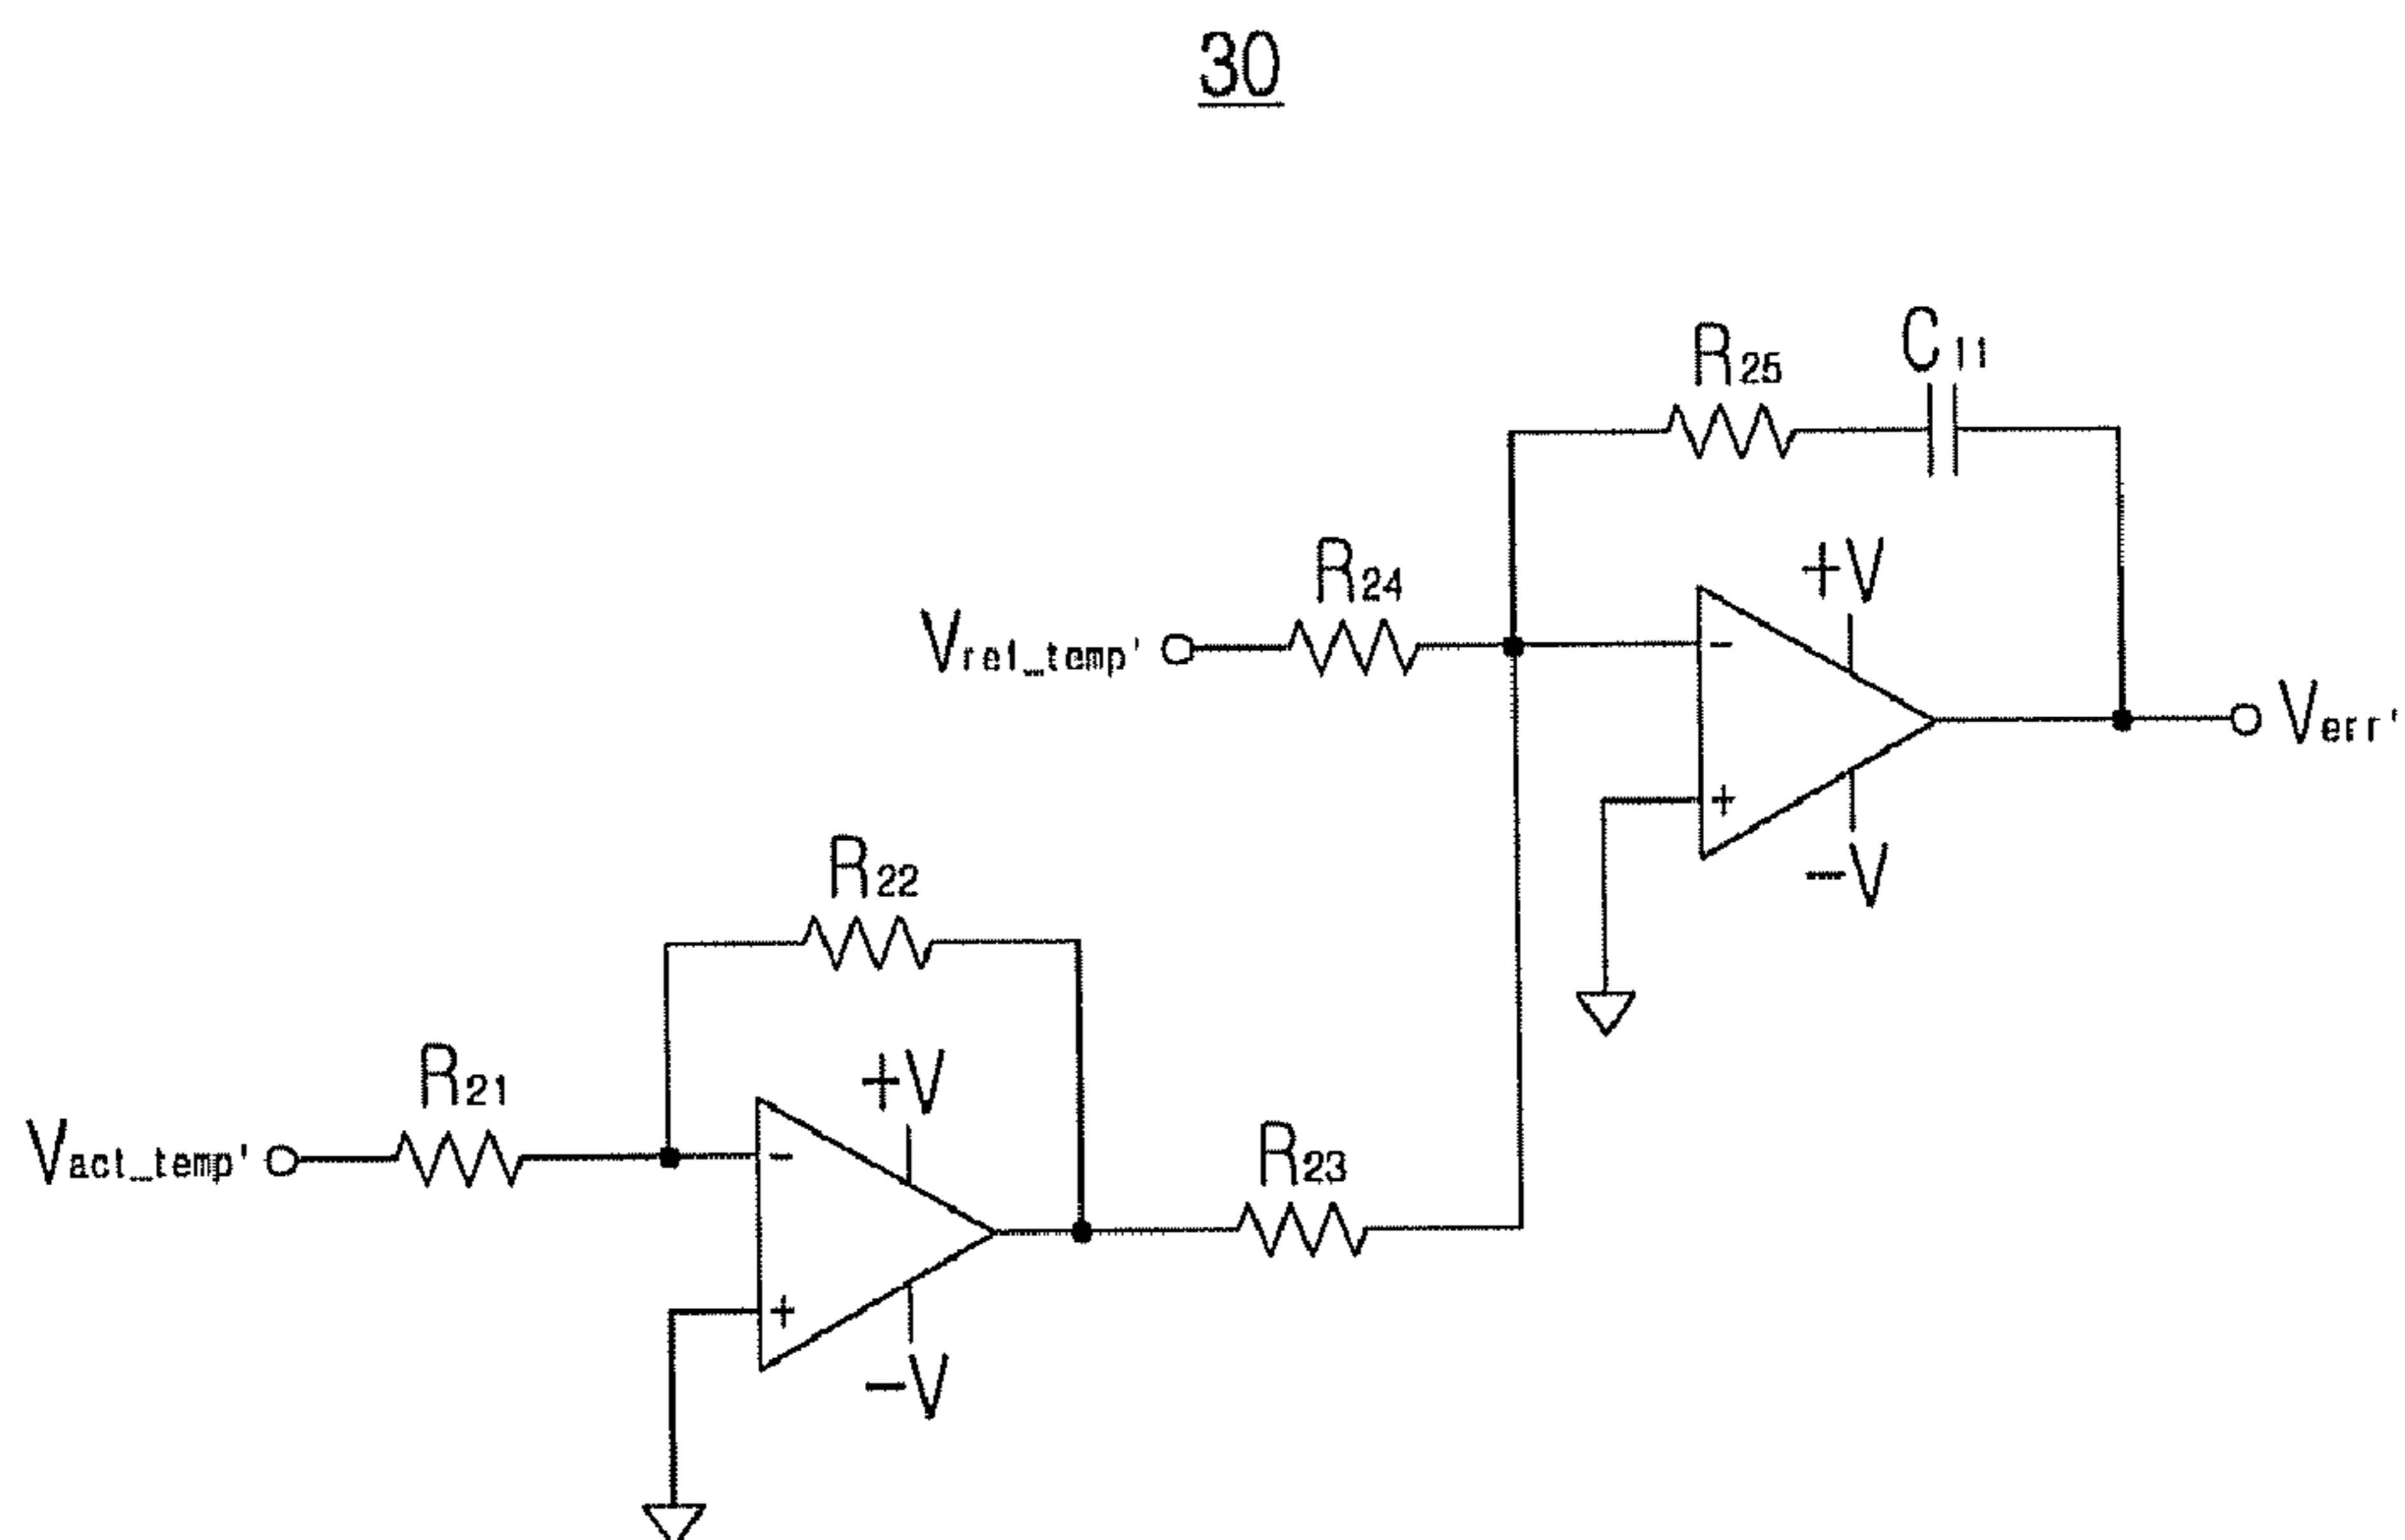 30
R25
C11
R24
+V
Vref_temp'
-
Verr'
+
-V
R22
R21
+V
R23
Vact_temp'
-
+
-V